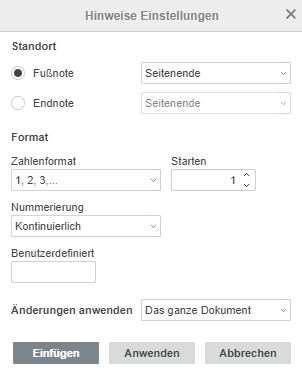 Hinweise Einstellungen
Standort
Fußnote Seitenende
Endnote Seitenende
Format
Zahlenformat Starten
1, 2, 3,... 1
Nummerierung
Kontinuierlich
Benutzerdefiniert
Änderungen anwenden Das ganze Dokument
Einfügen Anwenden Abbrechen